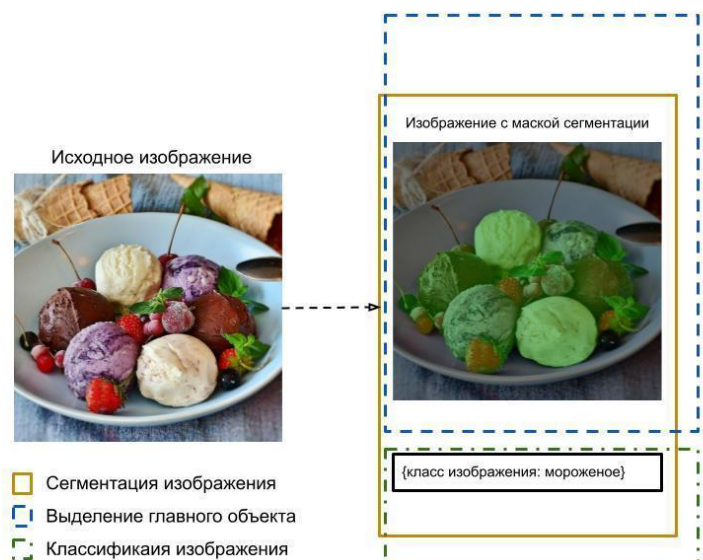 Изображение с маской сегментации
Исходное изображение
{класс изображения: мороженое}
Сегментация изображения
Выделение главного объекта
Классификаия изображения